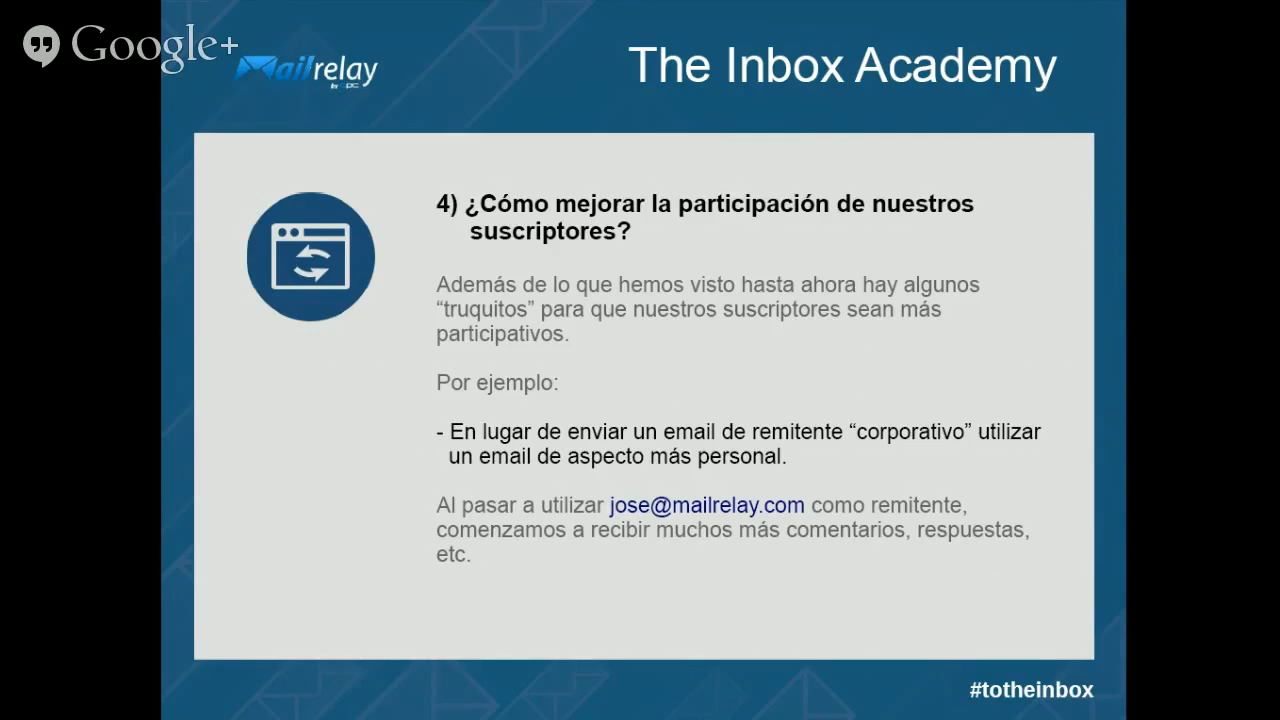 Google+
Mailrelay
The Inbox Academy
4) ¿Cómo mejorar la participación de nuestros
suscriptores?
Además de lo que hemos visto hasta ahora hay algunos
“truquitos” para que nuestros suscriptores sean más
participativos.
Por ejemplo:
- En lugar de enviar un email de remitente “corporativo” utilizar
un email de aspecto más personal.
Al pasar a utilizar jose@mailrelay.com como remitente,
comenzamos a recibir muchos más comentarios, respuestas,
etc.
#totheinbox